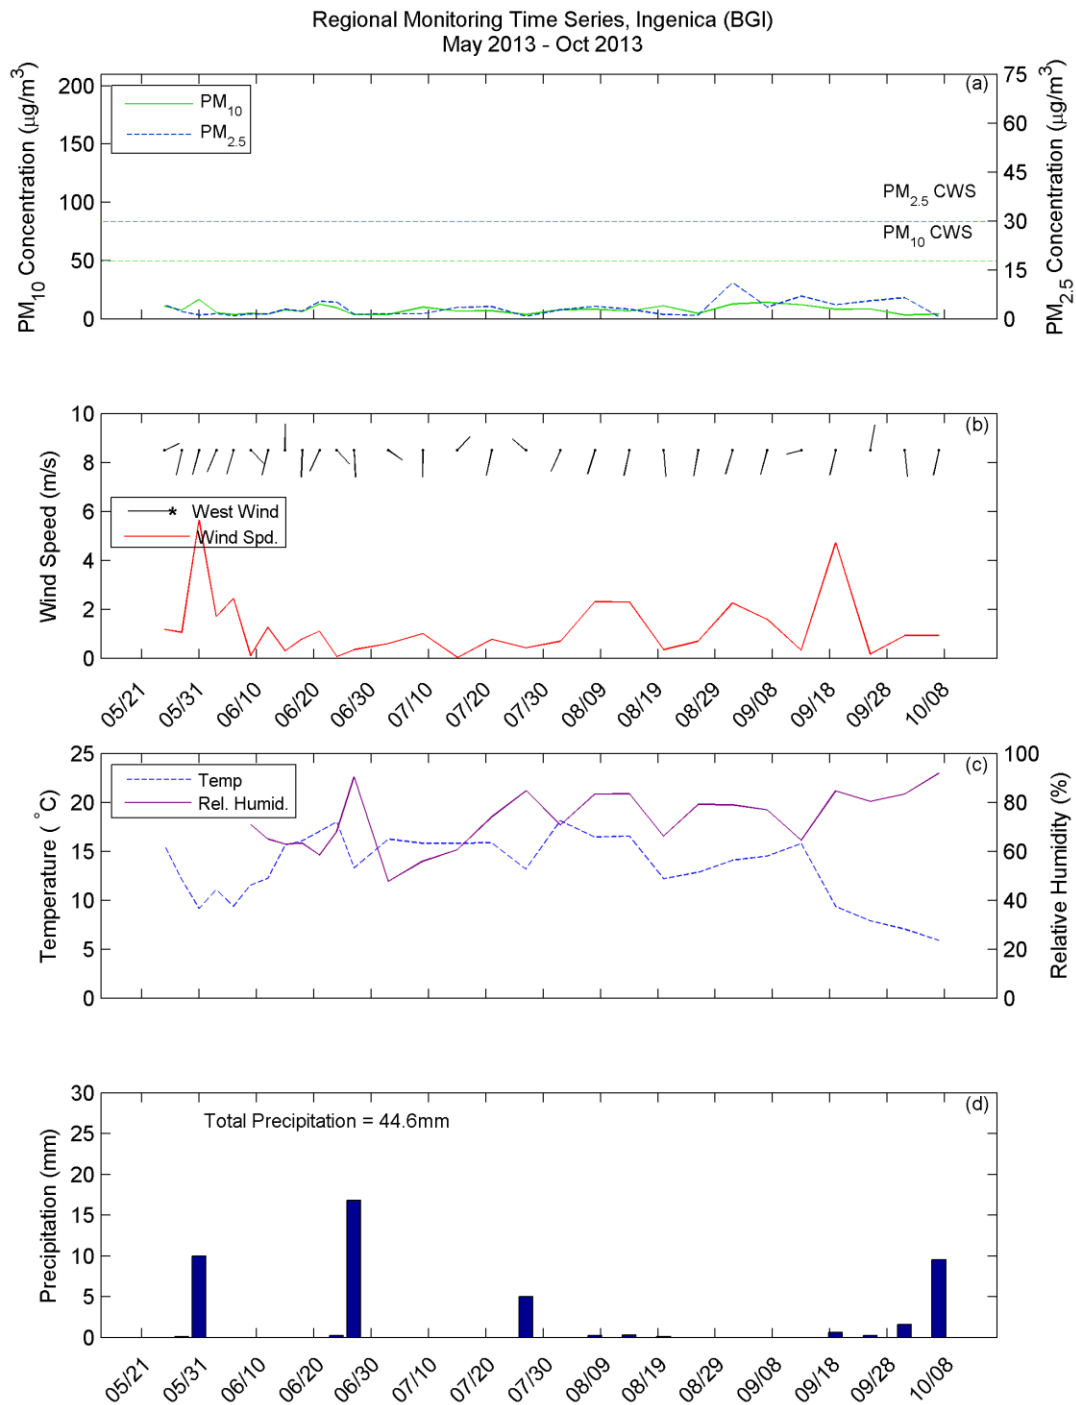 Regional Monitoring Time Series, Ingenica (BGI)
May 2013 - Oct 2013
(a)
PM10 Concentration (μg/m3)
200
150
100
50
0
PM10
PM2.5
PM2.5 CWS
PM10 CWS
75
60
45
30
15
0
PM2.5 Concentration (μg/m3)
(b)
Wind Speed (m/s)
10
8
6
4
2
0
West Wind
Wind Spd.
05/21 05/31 06/10 06/20 06/30 07/10 07/20 07/30 08/09 08/19 08/29 09/08 09/18 09/28 10/08
(c)
Temperature (°C)
25
20
15
10
5
0
Temp
Rel. Humid.
100
80
60
40
20
0
Relative Humidity (%)
(d)
Precipitation (mm)
30
25
20
15
10
5
0
Total Precipitation = 44.6mm
05/21 05/31 06/10 06/20 06/30 07/10 07/20 07/30 08/09 08/19 08/29 09/08 09/18 09/28 10/08